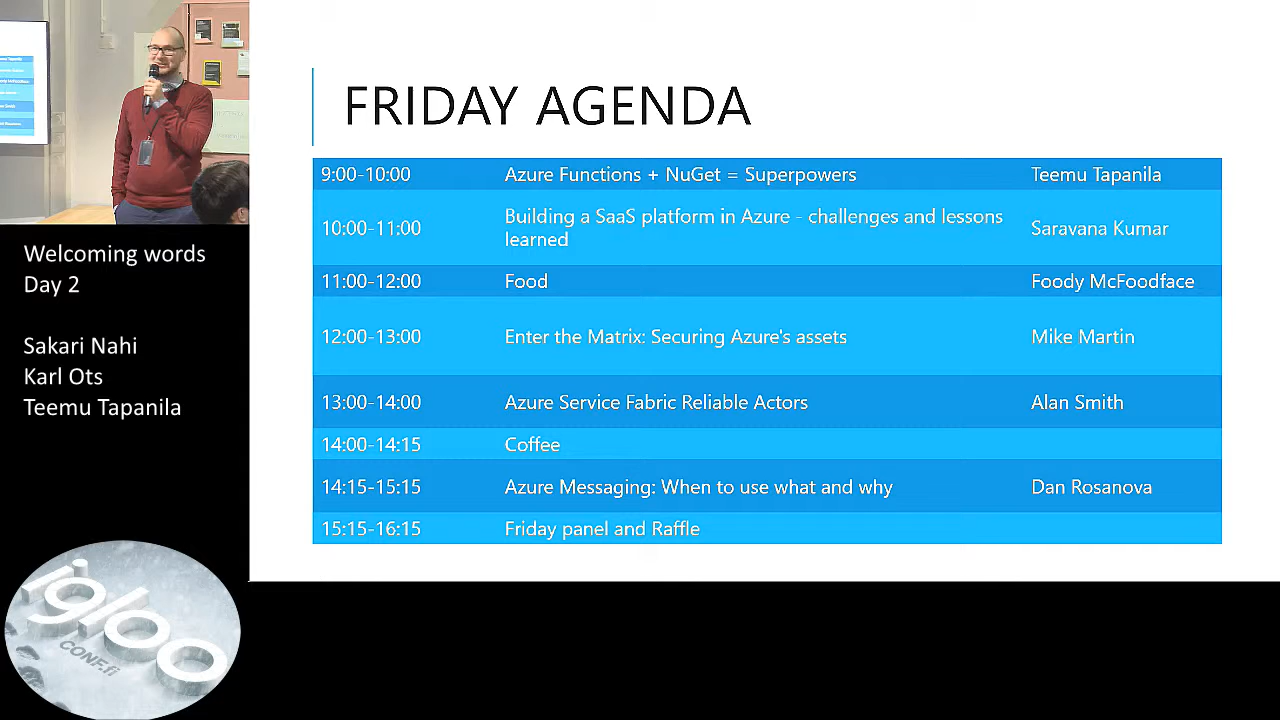 FRIDAY AGENDA
9:00-10:00 Azure Functions + NuGet = Superpowers Teemu Tapanila
10:00-11:00 Building a SaaS platform in Azure - challenges and lessons learned Saravana Kumar
11:00-12:00 Food Foody McFoodface
12:00-13:00 Enter the Matrix: Securing Azure's assets Mike Martin
13:00-14:00 Azure Service Fabric Reliable Actors Alan Smith
14:00-14:15 Coffee
14:15-15:15 Azure Messaging: When to use what and why Dan Rosanova
15:15-16:15 Friday panel and Raffle
Welcoming words
Day 2
Sakari Nahi
Karl Ots
Teemu Tapanila
igloo
CONF.fi